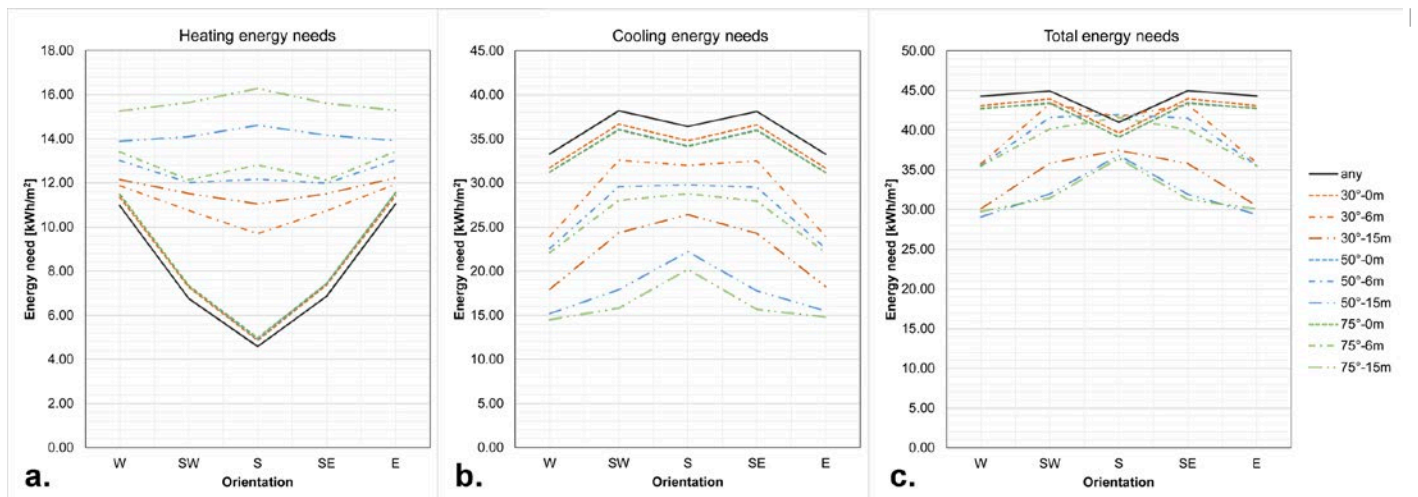 Heating energy needs
18.00
16.00
14.00
12.00
10.00
8.00
6.00
4.00
2.00
0.00
Energy need [kWh/m²]
W SW S SE E
Orientation
a.
Cooling energy needs
45.00
40.00
35.00
30.00
25.00
20.00
15.00
10.00
5.00
0.00
Energy need [kWh/m²]
W SW S SE E
Orientation
b.
Total energy needs
50.00
45.00
40.00
35.00
30.00
25.00
20.00
15.00
10.00
5.00
0.00
Energy need [kWh/m²]
W SW S SE E
Orientation
c.
any
30°-0m
30°-6m
30°-15m
50°-0m
50°-6m
50°-15m
75°-0m
75°-6m
75°-15m